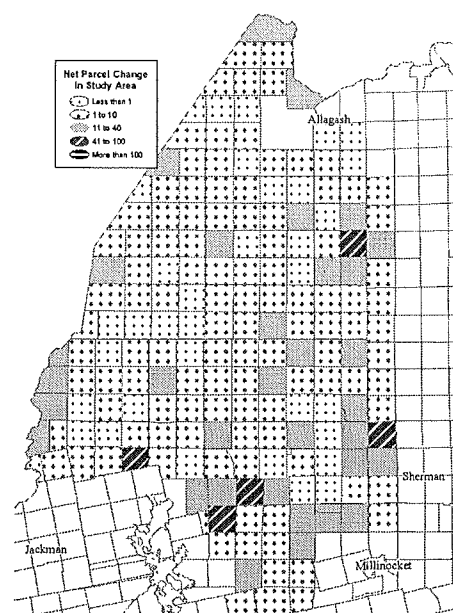 Net Parcel Change
In Study Area
Less than 1
1 to 10
11 to 40
41 to 100
More than 100
Allagash
Sherman
Jackman
Millinocket